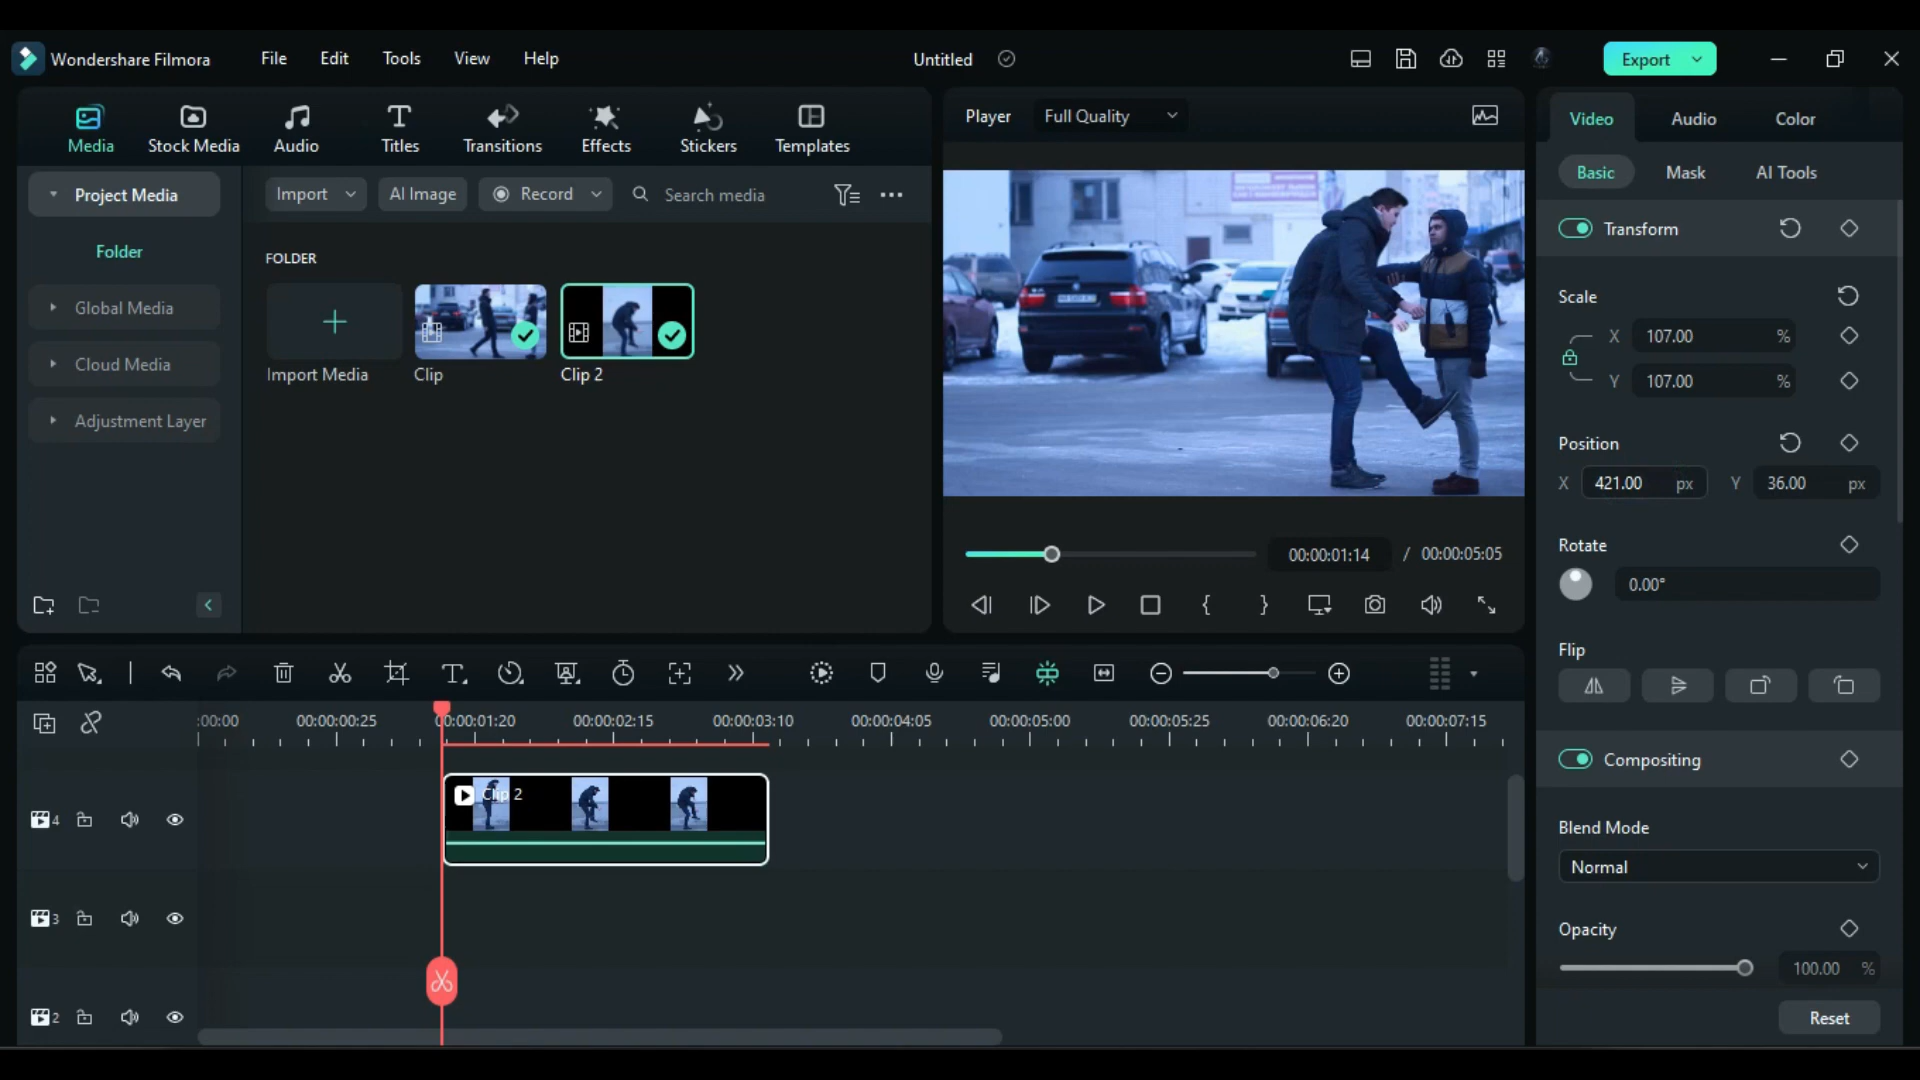 Wondershare Filmora
File
Edit
Tools
View
Help
Untitled
Export
Media
Stock Media
Audio
Titles
Transitions
Effects
Stickers
Templates
Player
Full Quality
Video
Audio
Color
Project Media
Import
AI Image
Record
Search media
Basic
Mask
AI Tools
Folder
FOLDER
Transform
Global Media
Scale
X 107.00 %
Cloud Media
Import Media
Clip
Clip 2
Y 107.00 %
Adjustment Layer
Position
X 421.00 px
Y 36.00 px
00:00:01:14 / 00:00:05:05
Rotate
0.00°
Flip
:00:00
00:00:00:25
00:00:01:20
00:00:02:15
00:00:03:10
00:00:04:05
00:00:05:00
00:00:05:25
00:00:06:20
00:00:07:15
Compositing
Clip 2
4
Blend Mode
Normal
3
Opacity
100.00 %
2
Reset